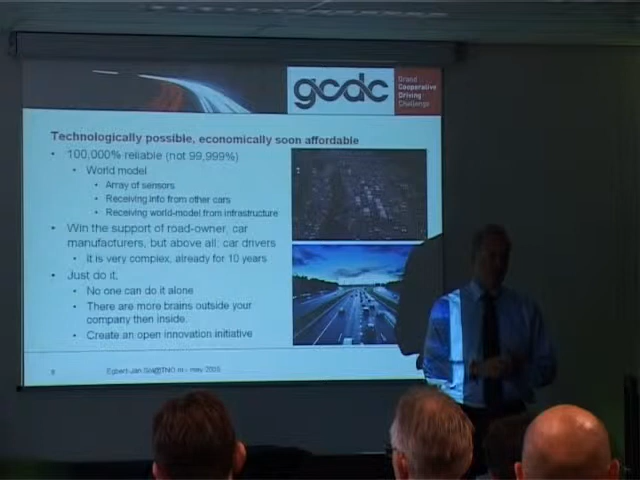 gcdc
Grand
Cooperative
Driving
Challenge
Technologically possible, economically soon affordable
• 100,000% reliable (not 99,999%)
• World model
• Array of sensors
• Receiving info from other cars
• Receiving world-model from infrastructure
• Win the support of road-owner, car
manufacturers, but above all: car drivers
• It is very complex, already for 10 years
• Just do it,
• No one can do it alone
• There are more brains outside your
company then inside.
• Create an open innovation initiative
Egbert-Jan - may 2009